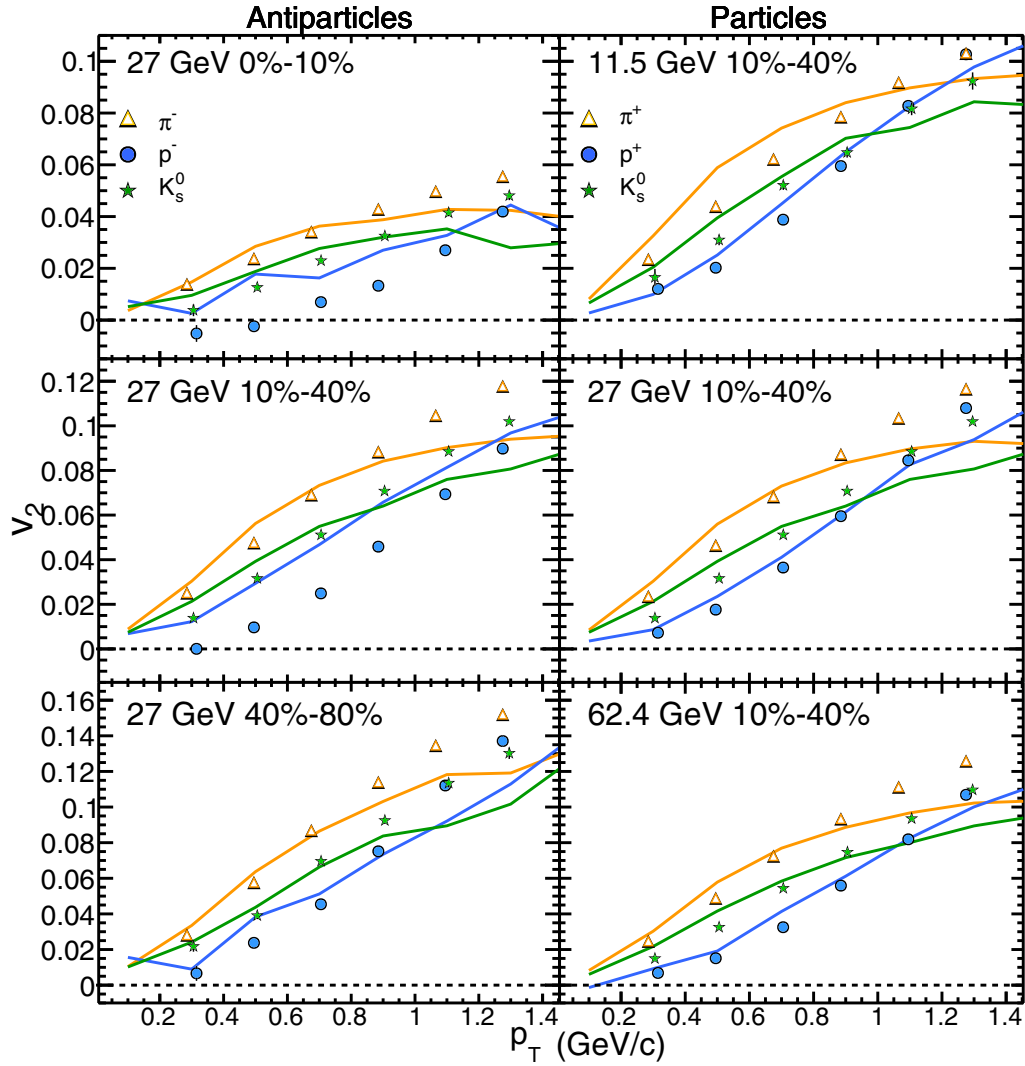 Antiparticles
Particles
27 GeV 0%-10%
π⁻
p⁻
K⁰ₛ
0.1
0.08
0.06
0.04
0.02
0
11.5 GeV 10%-40%
π⁺
p⁺
K⁰ₛ
27 GeV 10%-40%
0.12
0.1
0.08
0.06
0.04
0.02
0
27 GeV 10%-40%
v₂
27 GeV 40%-80%
0.16
0.14
0.12
0.1
0.08
0.06
0.04
0.02
0
62.4 GeV 10%-40%
0.2 0.4 0.6 0.8 1 1.2 1.4
0.2 0.4 0.6 0.8 1 1.2 1.4
p_T (GeV/c)